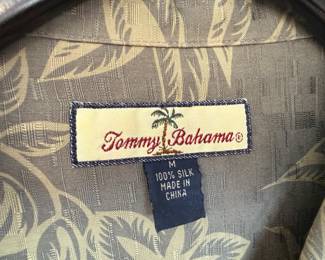 Tommy Bahama®
M
100% SILK
MADE IN
CHINA